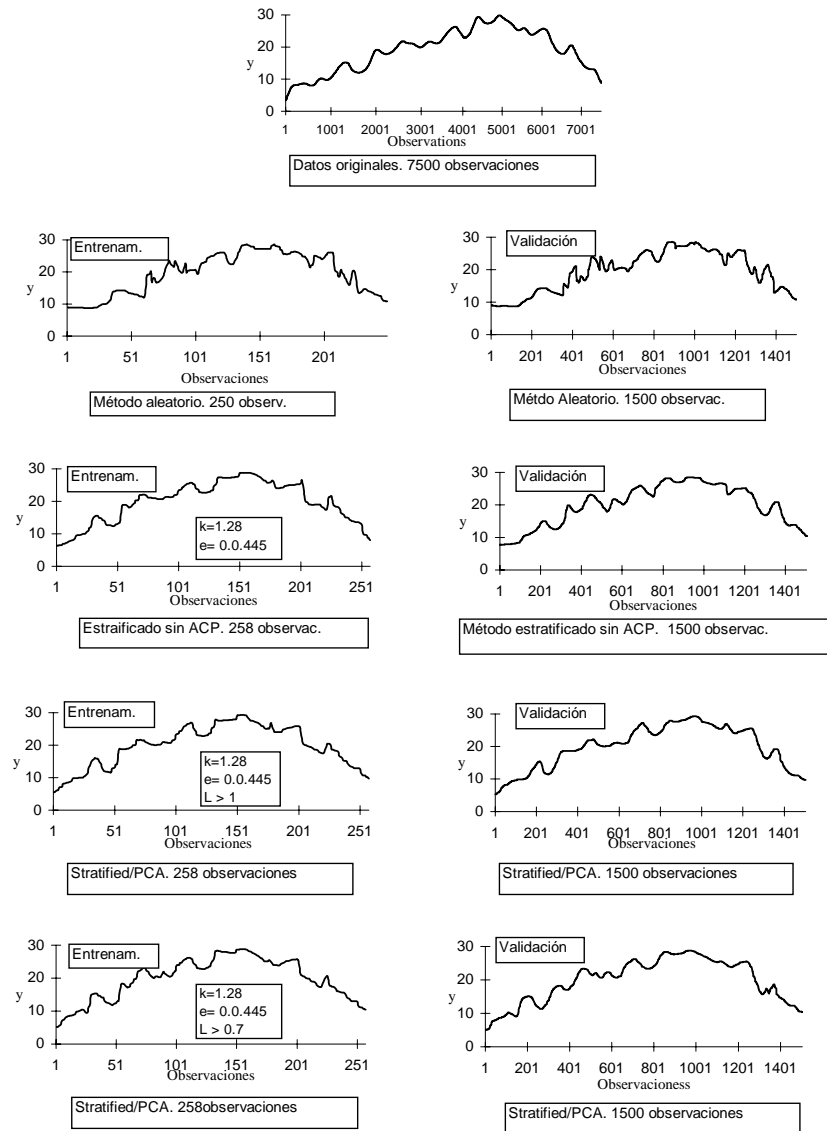 30
20
y
10
0
1 1001 2001 3001 4001 5001 6001 7001
Observations
Datos originales. 7500 observaciones
Entrenam.
30
20
y
10
0
1 51 101 151 201
Observaciones
Método aleatorio. 250 observ.
Validación
30
20
y
10
0
1 201 401 601 801 1001 1201 1401
Observaciones
Métdo Aleatorio. 1500 observac.
Entrenam.
30
20
y
10
0
k=1.28
e= 0.0.445
1 51 101 151 201 251
Observaciones
Estraificado sin ACP. 258 observac.
Validación
30
20
y
10
0
1 201 401 601 801 1001 1201 1401
Observaciones
Método estratificado sin ACP. 1500 observac.
Entrenam.
30
20
y
10
0
k=1.28
e= 0.0.445
L > 1
1 51 101 151 201 251
Observaciones
Stratified/PCA. 258 observaciones
Validación
30
20
y
10
0
1 201 401 601 801 1001 1201 1401
Observaciones
Stratified/PCA. 1500 observaciones
Entrenam.
30
20
y
10
0
k=1.28
e= 0.0.445
L > 0.7
1 51 101 151 201 251
Observaciones
Stratified/PCA. 258observaciones
Validación
30
20
y
10
0
1 201 401 601 801 1001 1201 1401
Observacioness
Stratified/PCA. 1500 observaciones